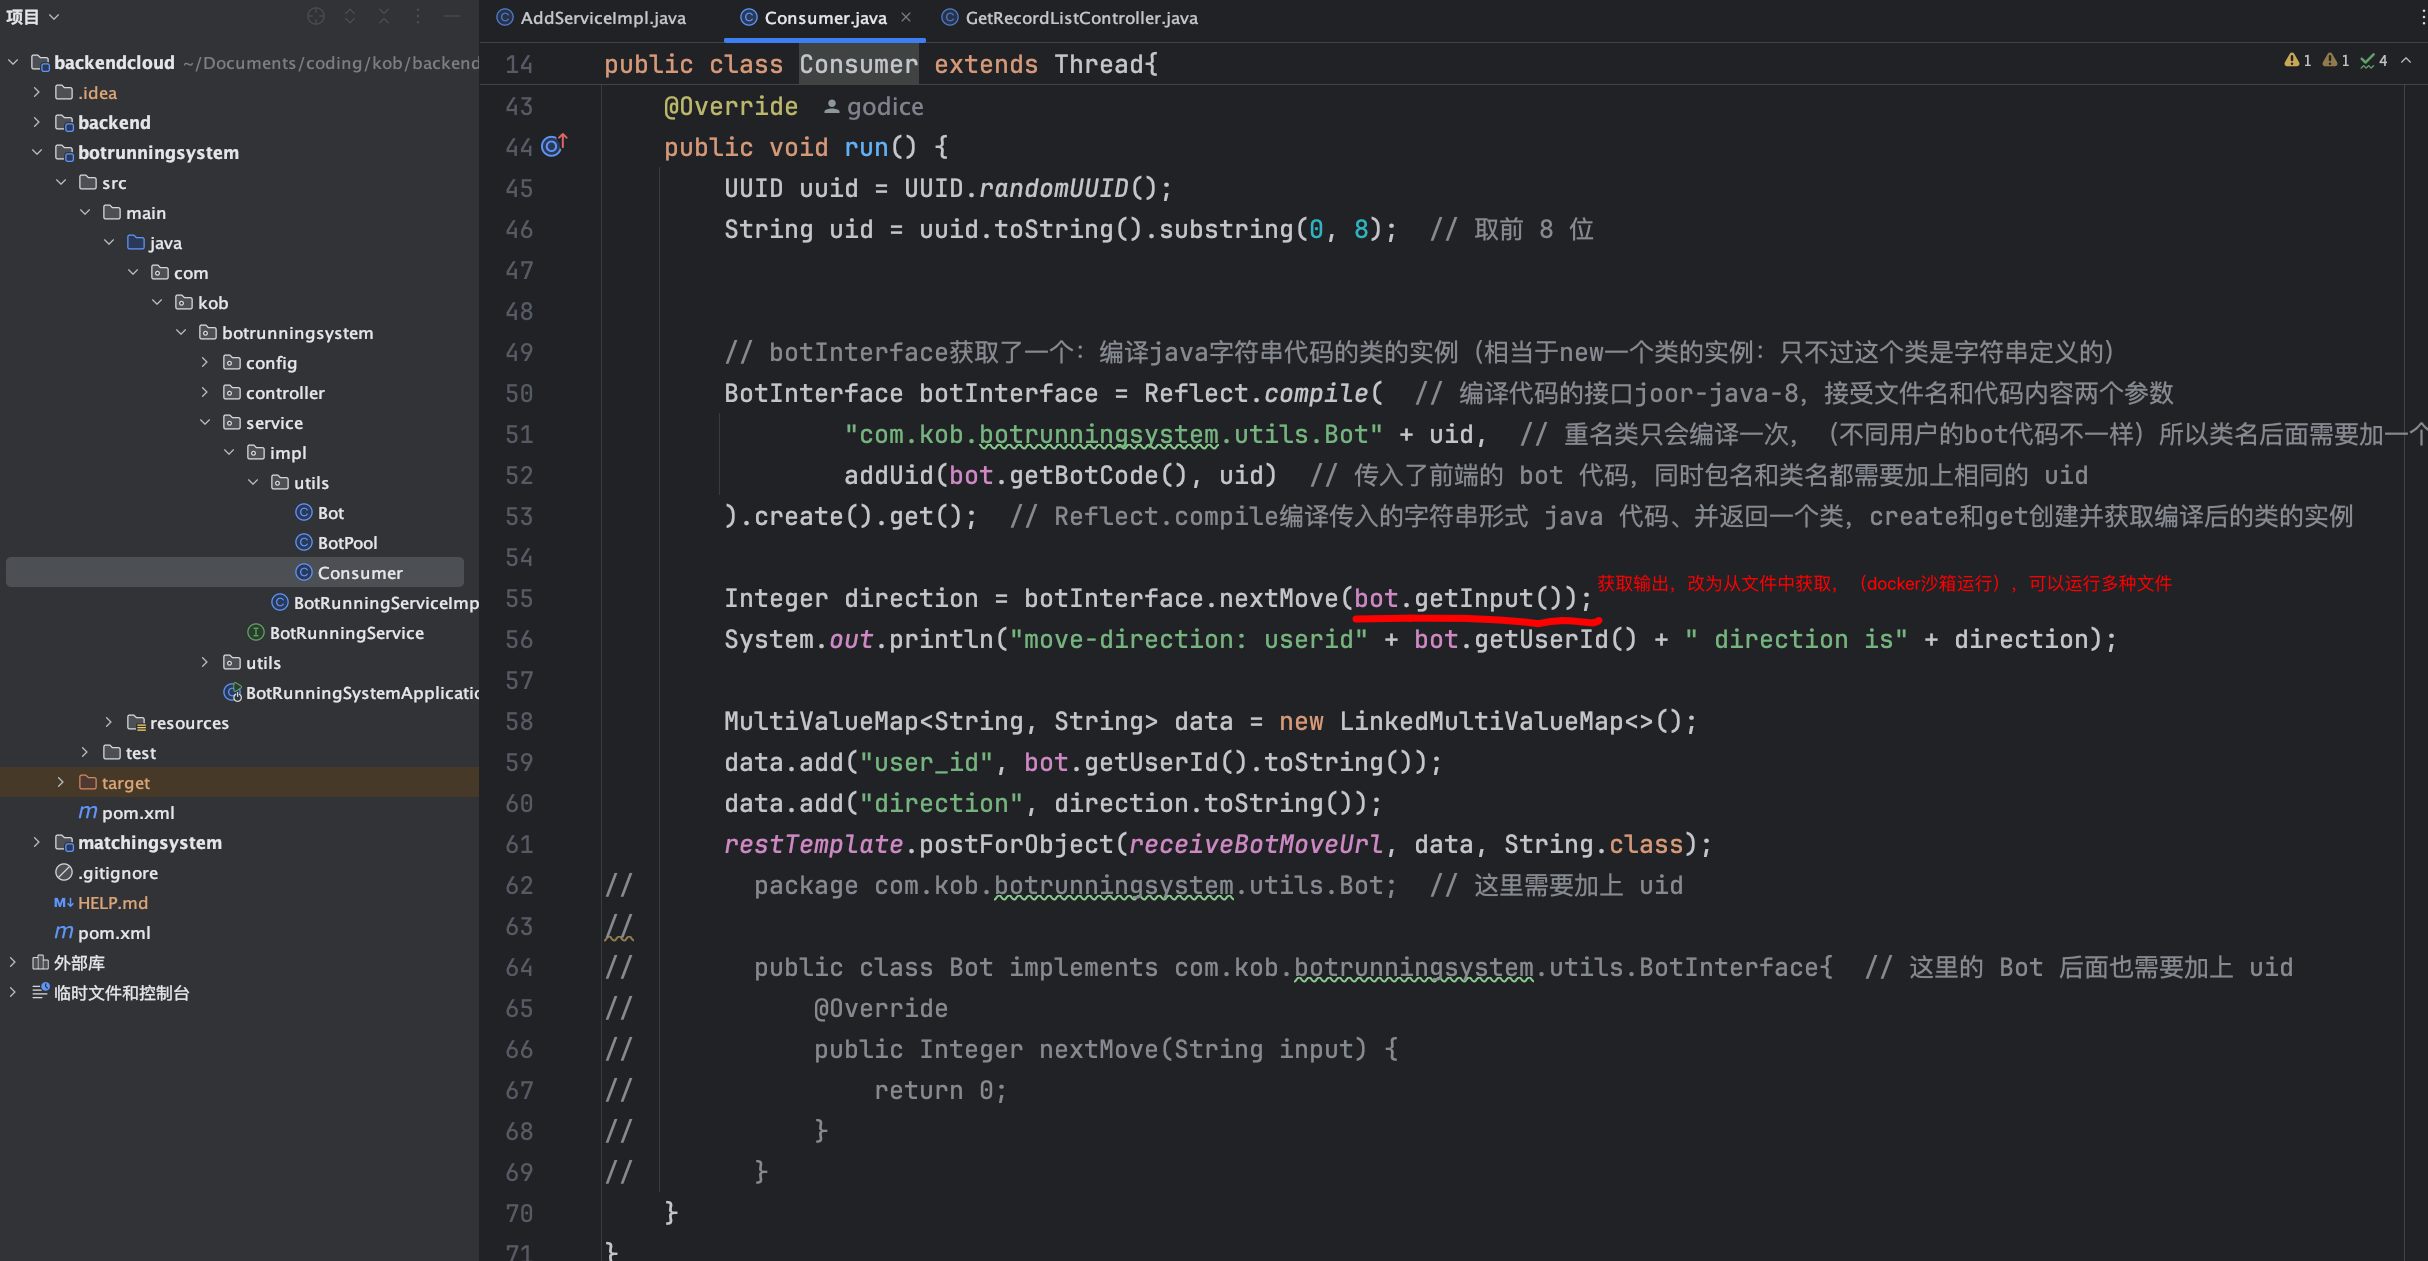 项目
AddServiceImpl.java
Consumer.java
GetRecordListController.java
backendcloud ~/Documents/coding/kob/backend
.idea
backend
botrunningsystem
src
main
java
com
kob
botrunningsystem
config
controller
service
impl
utils
Bot
BotPool
Consumer
BotRunningServiceImp
BotRunningService
utils
BotRunningSystemApplicatio
resources
test
target
pom.xml
matchingsystem
.gitignore
HELP.md
pom.xml
外部库
临时文件和控制台
14 public class Consumer extends Thread{
1 1 4
43 @Override godice
44 public void run() {
45 UUID uuid = UUID.randomUUID();
46 String uid = uuid.toString().substring(0, 8);  // 取前 8 位
47
48
49 // botInterface获取了一个：编译java字符串代码的类的实例（相当于new一个类的实例：只不过这个类是字符串定义的）
50 BotInterface botInterface = Reflect.compile(  // 编译代码的接口joor-java-8，接受文件名和代码内容两个参数
51 "com.kob.botrunningsystem.utils.Bot" + uid,  // 重名类只会编译一次，（不同用户的bot代码不一样）所以类名后面需要加一个
52 addUid(bot.getBotCode(), uid)  // 传入了前端的 bot 代码，同时包名和类名都需要加上相同的 uid
53 ).create().get();  // Reflect.compile编译传入的字符串形式 java 代码、并返回一个类，create和get创建并获取编译后的类的实例
54
55 Integer direction = botInterface.nextMove(bot.getInput()); 获取输出，改为从文件中获取，（docker沙箱运行），可以运行多种文件
56 System.out.println("move-direction: userid" + bot.getUserId() + " direction is" + direction);
57
58 MultiValueMap<String, String> data = new LinkedMultiValueMap<>();
59 data.add("user_id", bot.getUserId().toString());
60 data.add("direction", direction.toString());
61 restTemplate.postForObject(receiveBotMoveUrl, data, String.class);
62 // package com.kob.botrunningsystem.utils.Bot;  // 这里需要加上 uid
63 //
64 // public class Bot implements com.kob.botrunningsystem.utils.BotInterface{  // 这里的 Bot 后面也需要加上 uid
65 // @Override
66 // public Integer nextMove(String input) {
67 // return 0;
68 // }
69 // }
70 }
71 }